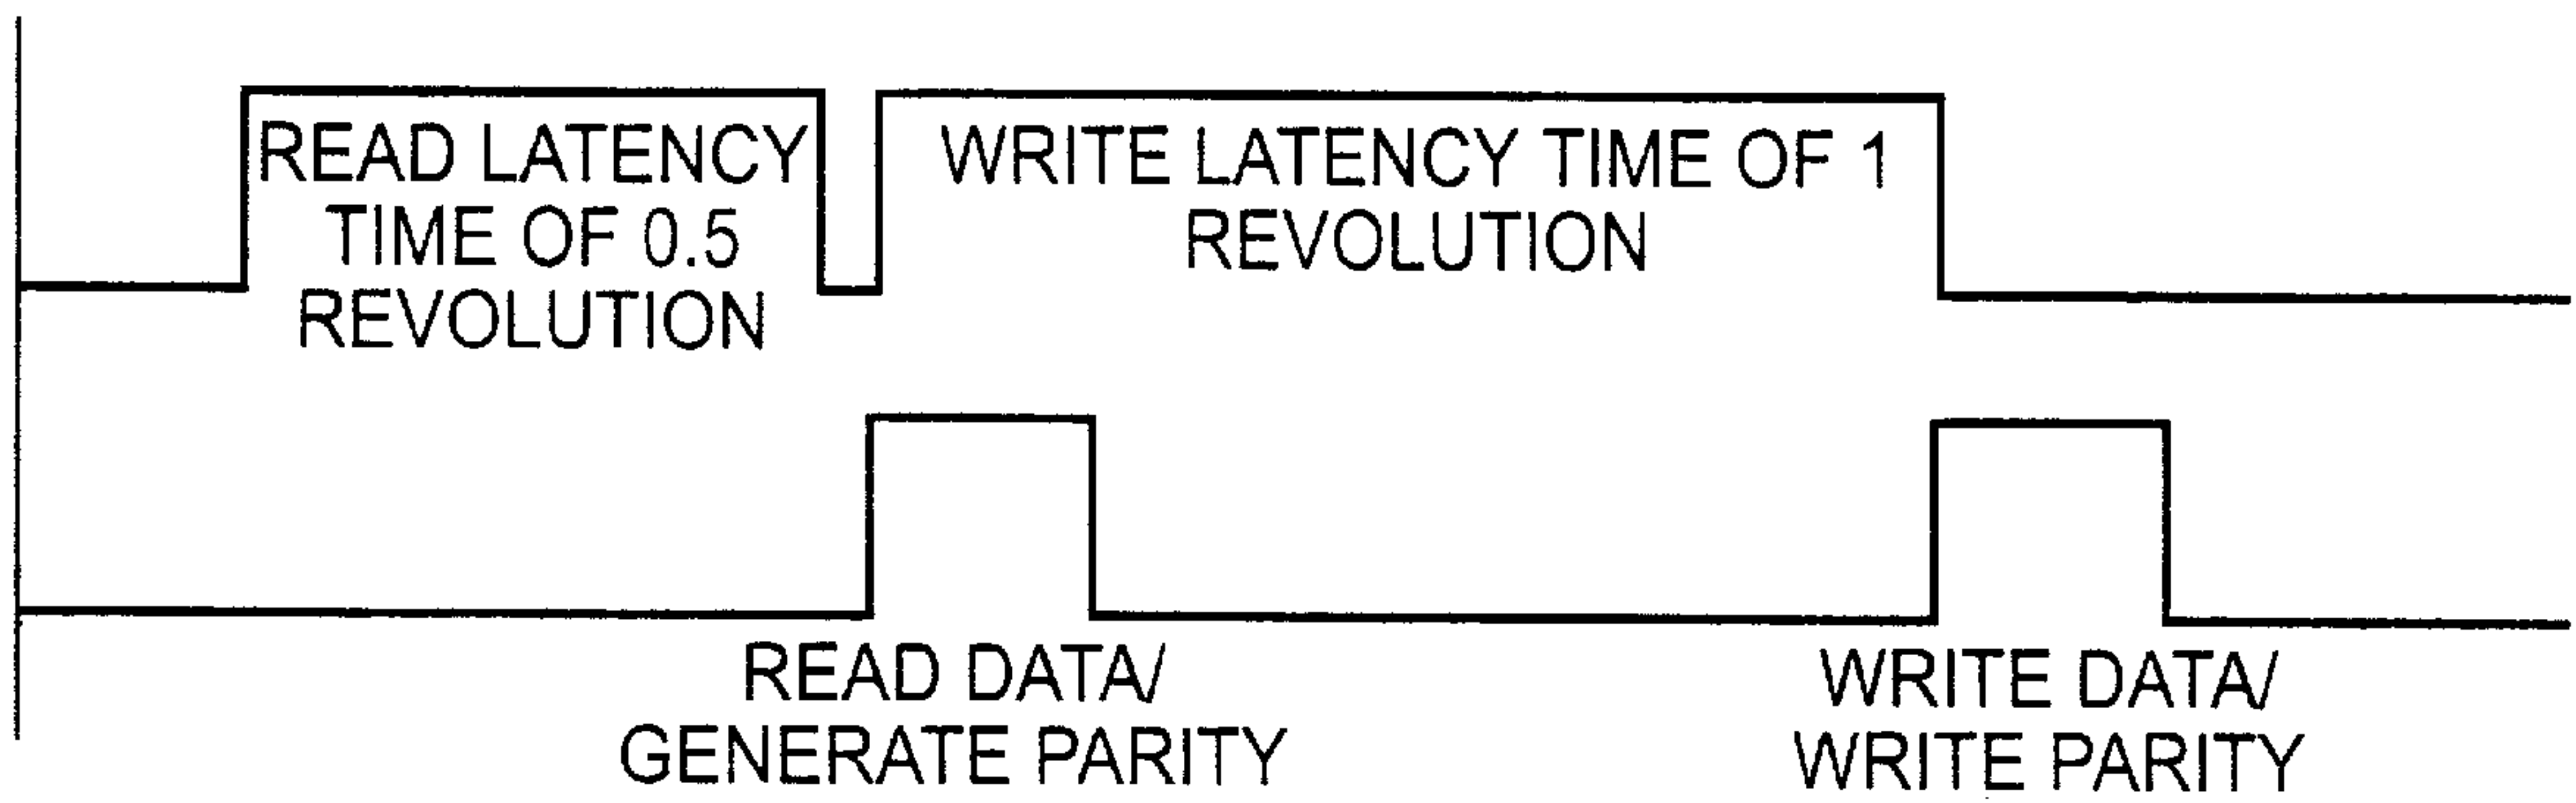 READ LATENCY
TIME OF 0.5
REVOLUTION
WRITE LATENCY TIME OF 1
REVOLUTION
READ DATA/
GENERATE PARITY
WRITE DATA/
WRITE PARITY